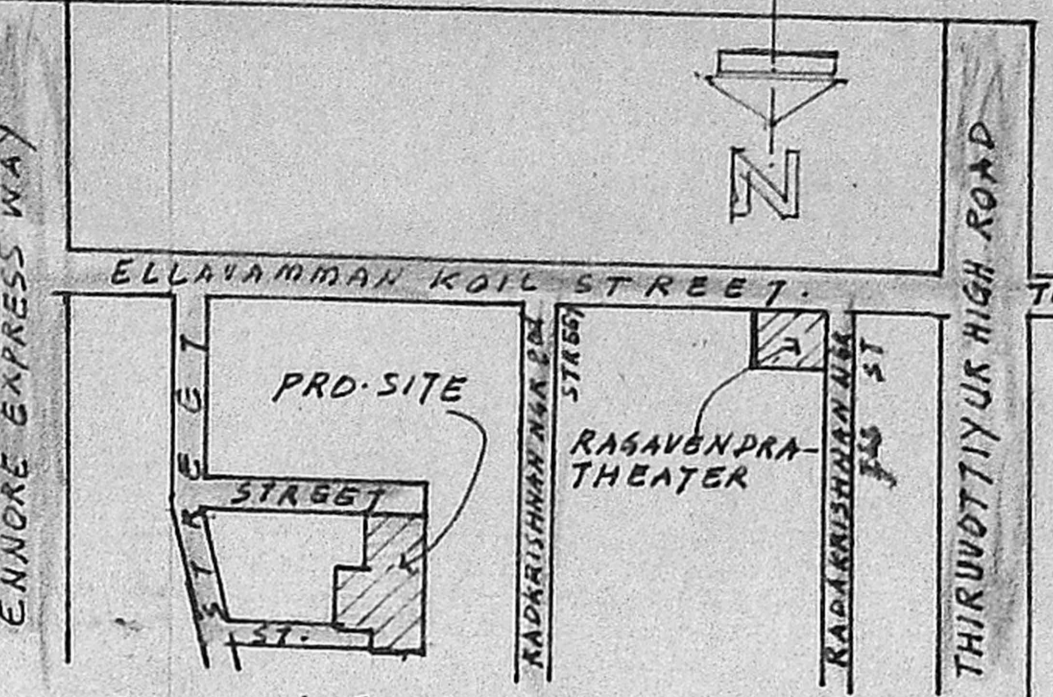 N
ENNORE EXPRESS WAY
ELLAVAMMAN KOIL STREET.
THIRUVOTTIYUR HIGH ROAD
STREET
PRO.SITE
STREET
ST.
RADKRISHNAN NGR 2nd
STREET
RAGAVENDRA-
THEATER
RADAKRISHNAN NGR
ST